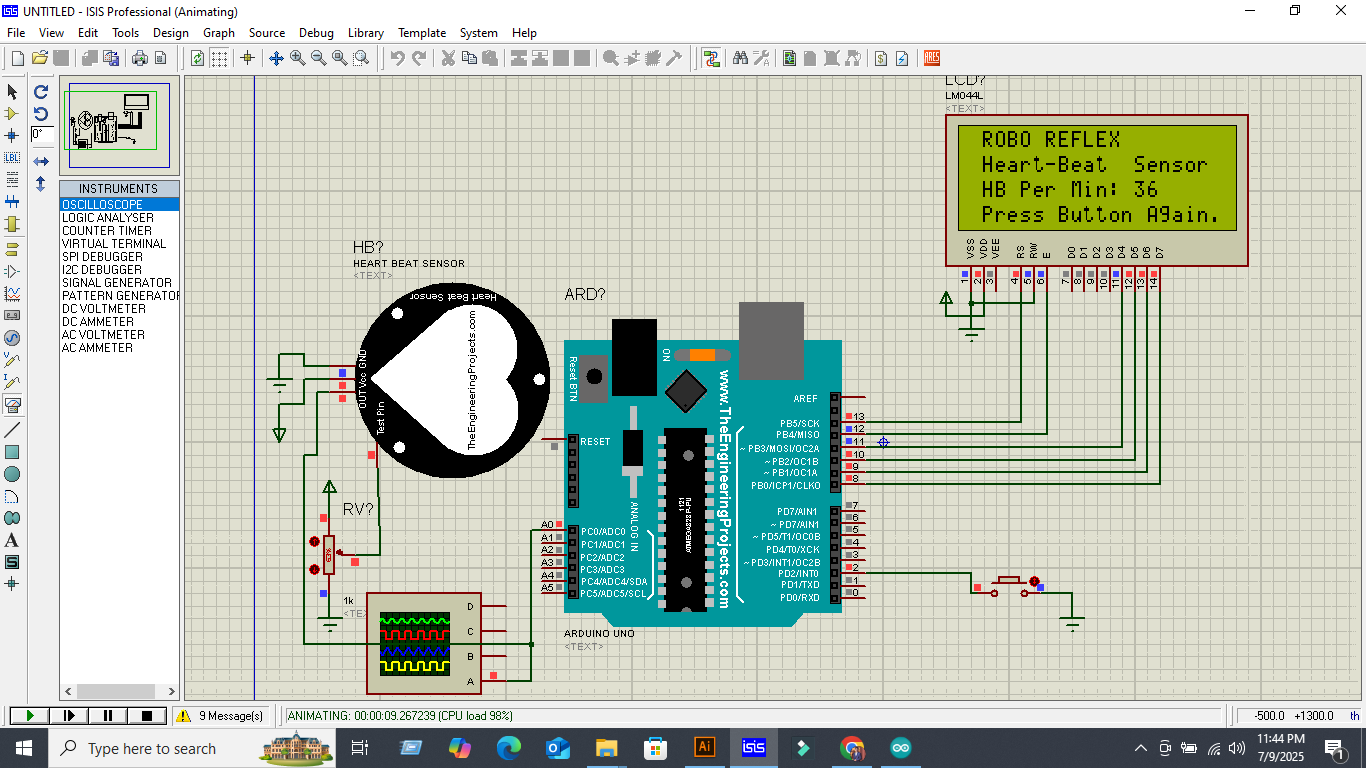 UNTITLED - ISIS Professional (Animating)
File View Edit Tools Design Graph Source Debug Library Template System Help
0°
LBL
INSTRUMENTS
OSCILLOSCOPE
LOGIC ANALYSER
COUNTER TIMER
VIRTUAL TERMINAL
SPI DEBUGGER
I2C DEBUGGER
SIGNAL GENERATOR
PATTERN GENERATOR
DC VOLTMETER
DC AMMETER
AC VOLTMETER
AC AMMETER
LCD?
LM044L
<TEXT>
ROBO REFLEX
Heart-Beat Sensor
HB Per Min: 36
Press Button Again.
VSS VDD VEE RS RW E D0 D1 D2 D3 D4 D5 D6 D7
1 2 3 4 5 6 7 8 9 10 11 12 13 14
HB?
HEART BEAT SENSOR
<TEXT>
Heart Beat Sensor
TheEngineeringProjects.com
GND
Vcc
OUT
Test Pin
RV?
1k
ARD?
Reset BTN
ON
www.TheEngineeringProjects.com
RESET
ANALOG IN
AREF
13 PB5/SCK
12 PB4/MISO
11 ~ PB3/MOSI/OC2A
10 ~ PB2/OC1B
9 ~ PB1/OC1A
8 PB0/ICP1/CLKO
7 PD7/AIN1
6 ~ PD7/AIN1
5 ~ PD5/T1/OC0B
4 PD4/T0/XCK
3 ~ PD3/INT1/OC2B
2 PD2/INT0
1 PD1/TXD
0 PD0/RXD
A0 PC0/ADC0
A1 PC1/ADC1
A2 PC2/ADC2
A3 PC3/ADC3
A4 PC4/ADC4/SDA
A5 PC5/ADC5/SCL
ARDUINO UNO
<TEXT>
D
C
B
A
9 Message(s)
ANIMATING: 00:00:09.267239 (CPU load 98%)
-500.0 +1300.0 th
Type here to search
Ai
isis
11:44 PM
7/9/2025
1